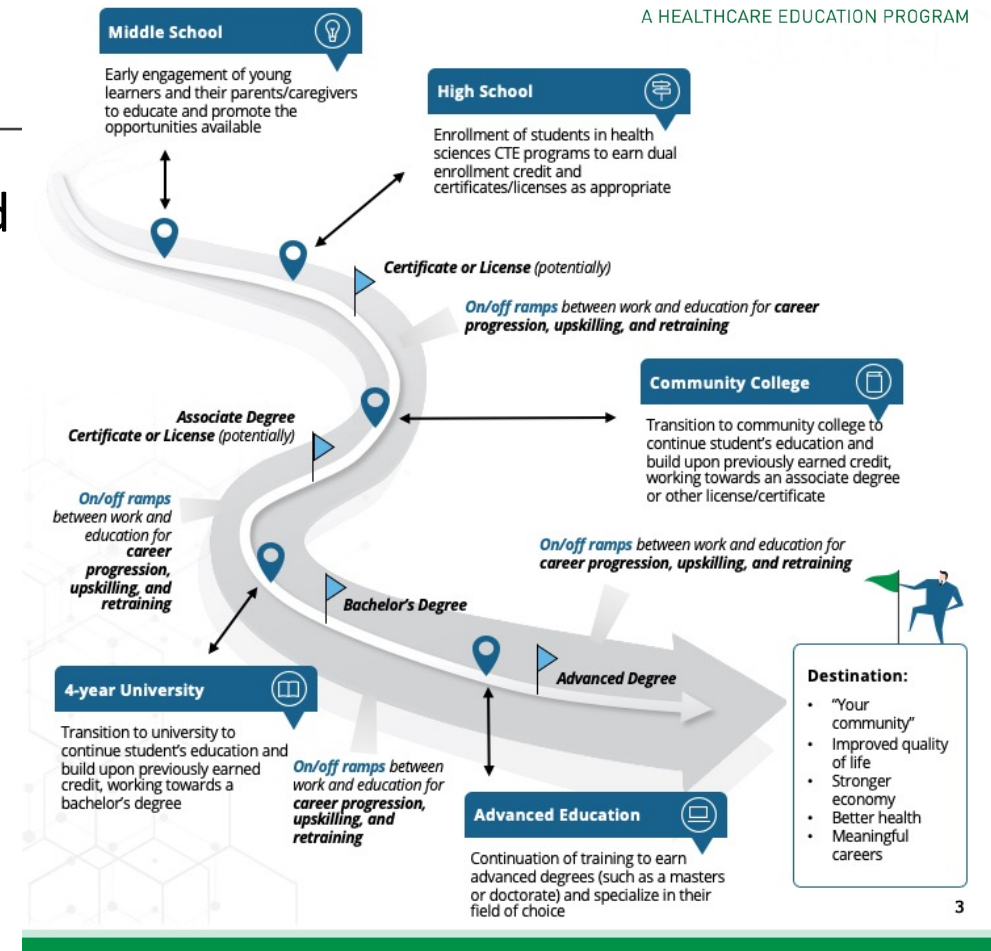 A HEALTHCARE EDUCATION PROGRAM
Middle School
Early engagement of young
learners and their parents/caregivers
to educate and promote the
opportunities available
High School
Enrollment of students in health
sciences CTE programs to earn dual
enrollment credit and
certificates/licenses as appropriate
Certificate or License (potentially)
On/off ramps between work and education for career
progression, upskilling, and retraining
Community College
Transition to community college to
continue student's education and
build upon previously earned credit,
working towards an associate degree
or other license/certificate
Associate Degree
Certificate or License (potentially)
On/off ramps
between work and
education for
career
progression,
upskilling, and
retraining
On/off ramps between work and education for
career progression, upskilling, and retraining
Bachelor's Degree
Advanced Degree
4-year University
Transition to university to
continue student's education and
build upon previously earned
credit, working towards a
bachelor's degree
On/off ramps between
work and education for
career progression,
upskilling, and
retraining
Advanced Education
Continuation of training to earn
advanced degrees (such as a masters
or doctorate) and specialize in their
field of choice
Destination:
• "Your
community"
• Improved quality
of life
• Stronger
economy
• Better health
• Meaningful
careers
3